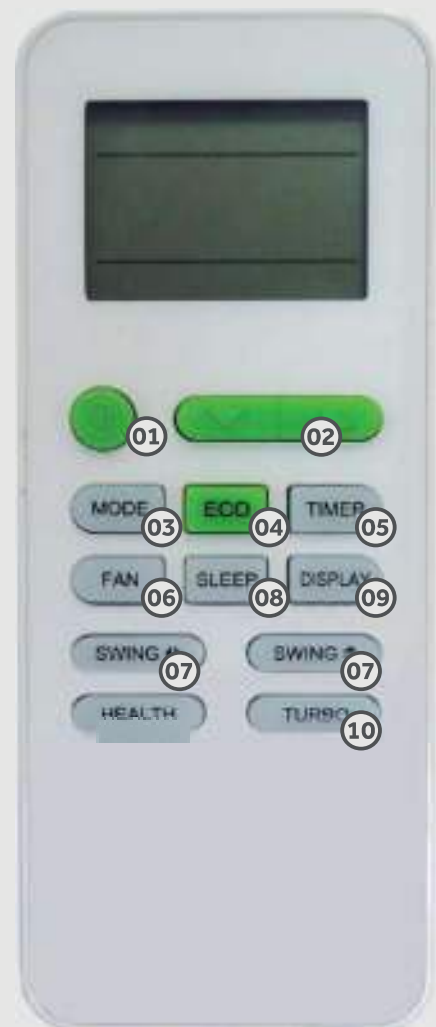 01 02
MODE 03 ECO 04 TIMER 05
FAN 06 SLEEP 08 DISPLAY 09
SWING 07 SWING 07
HEALTH TURBO 10